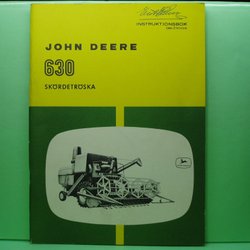 INSTRUKTIONSBOK
JOHN DEERE
630
SKÖRDETRÖSKA